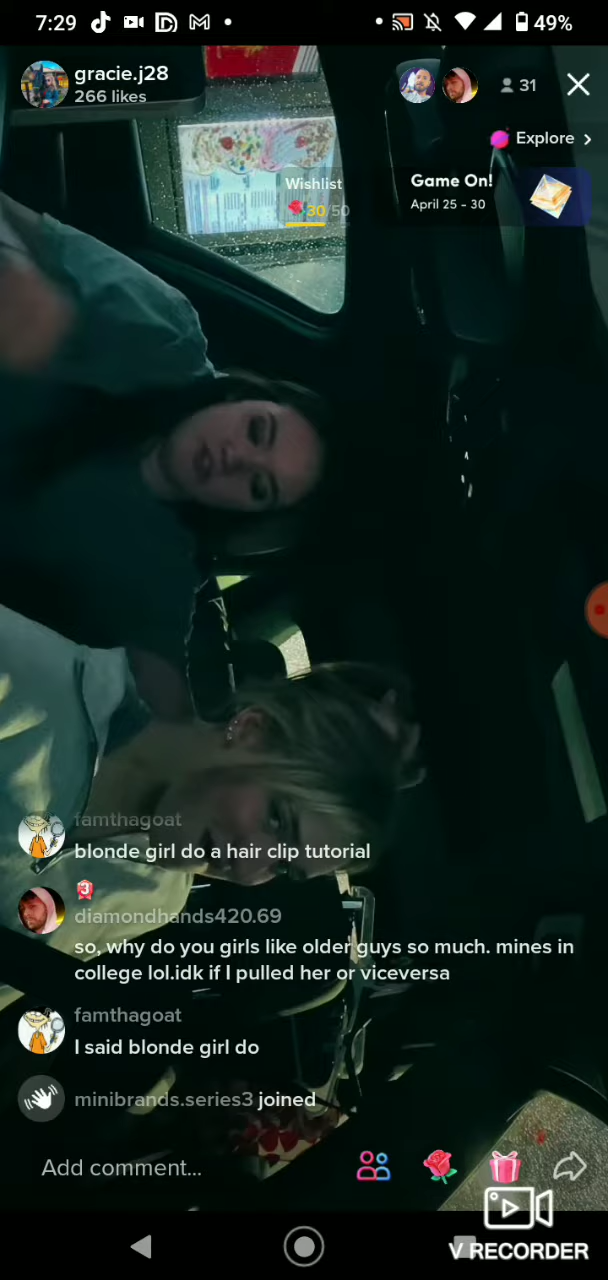 7:29
49%
gracie.j28
266 likes
31
Explore
Wishlist
30/50
Game On!
April 25 - 30
famthagoat
blonde girl do a hair clip tutorial
3
diamondhands420.69
so, why do you girls like older guys so much. mines in
college lol.idk if I pulled her or viceversa
famthagoat
I said blonde girl do
minibrands.series3 joined
Add comment...
V RECORDER